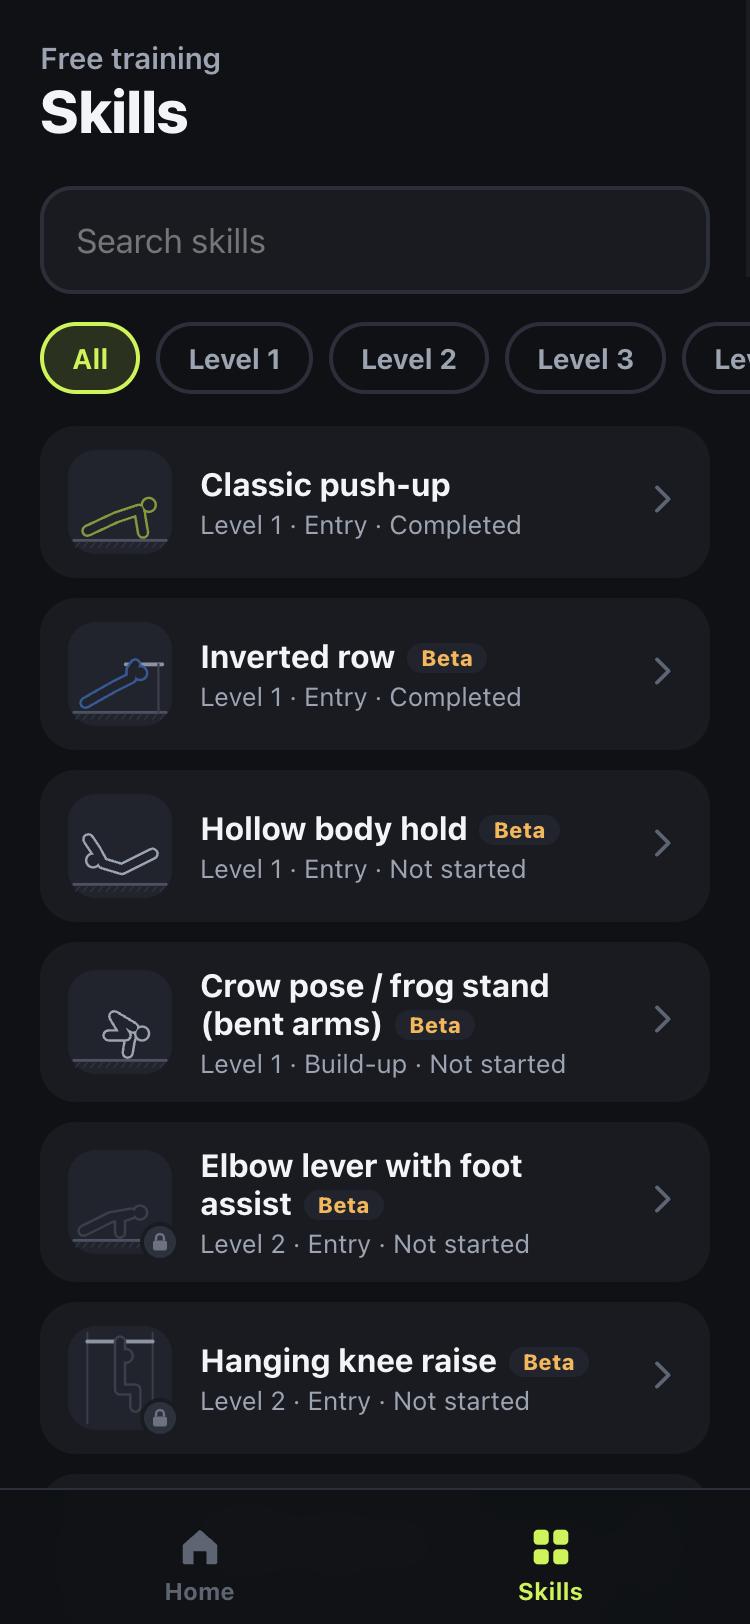 Free training
Skills
Search skills
All
Level 1
Level 2
Level 3
Lev
Classic push-up
Level 1 · Entry · Completed
Inverted row Beta
Level 1 · Entry · Completed
Hollow body hold Beta
Level 1 · Entry · Not started
Crow pose / frog stand
(bent arms) Beta
Level 1 · Build-up · Not started
Elbow lever with foot
assist Beta
Level 2 · Entry · Not started
Hanging knee raise Beta
Level 2 · Entry · Not started
Home
Skills